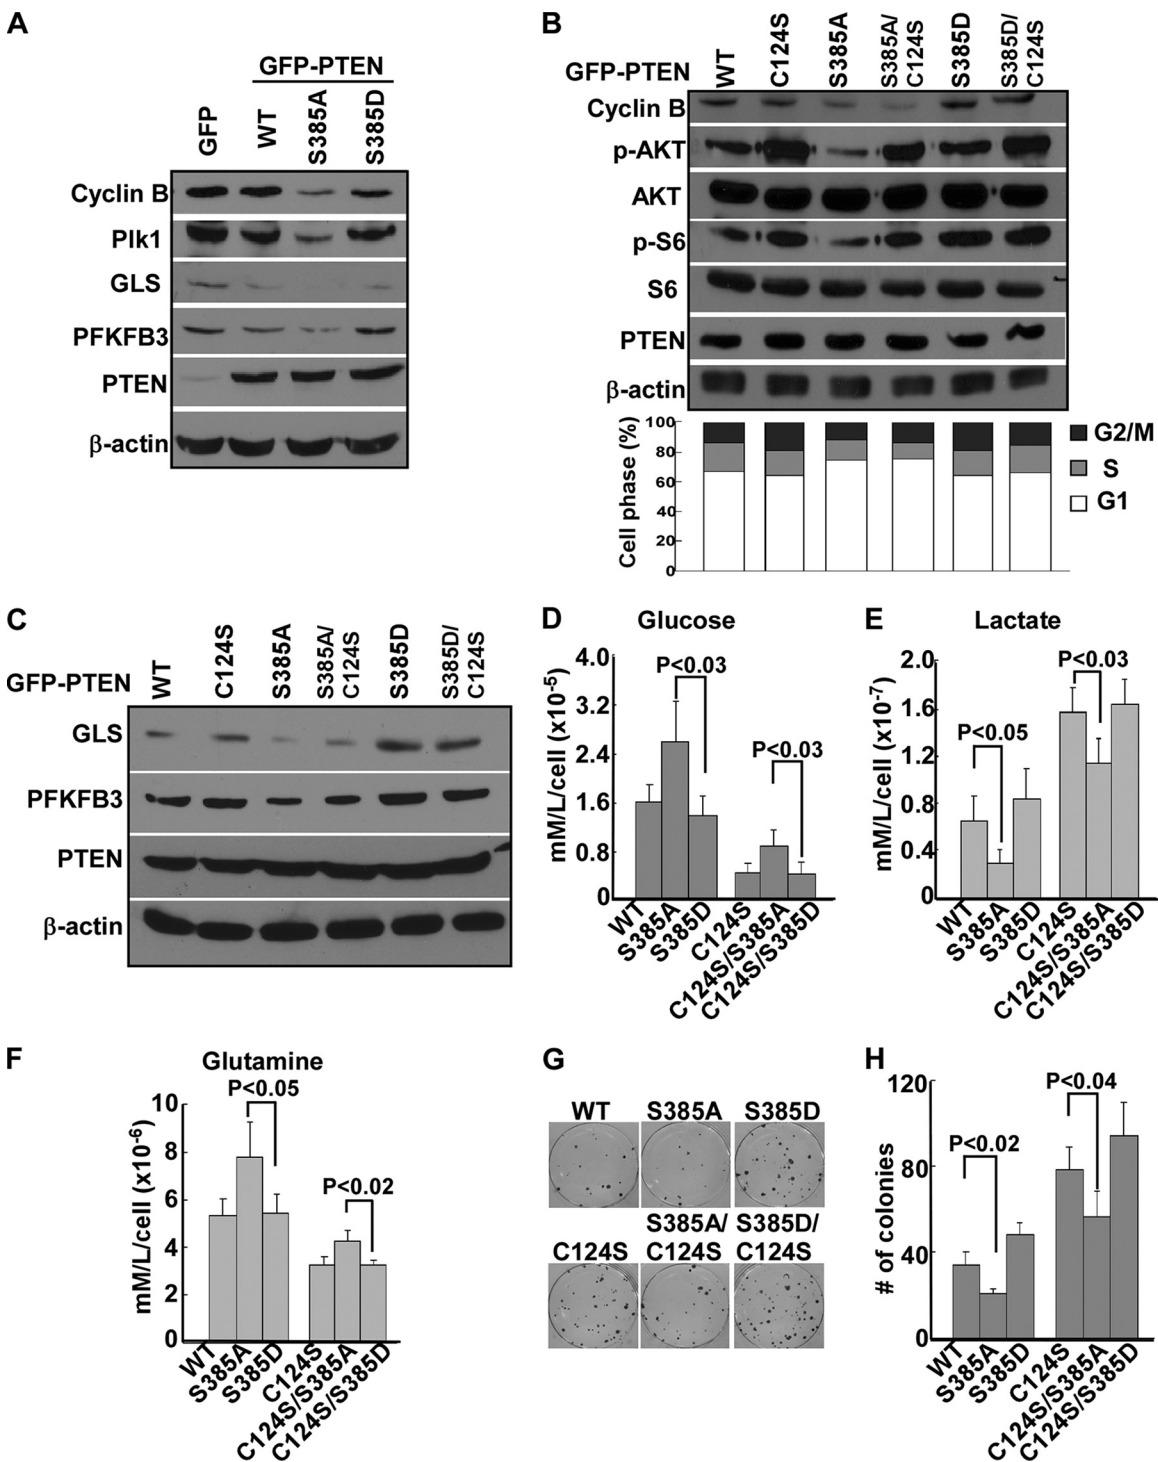 A
GFP-PTEN
GFP
WT
S385A
S385D
Cyclin B
Plk1
GLS
PFKFB3
PTEN
β-actin
B
GFP-PTEN
WT
C124S
S385A
S385A/
C124S
S385D
S385D/
C124S
Cyclin B
p-AKT
AKT
p-S6
S6
PTEN
β-actin
Cell phase (%)
100
80
60
40
20
0
G2/M
S
G1
C
GFP-PTEN
WT
C124S
S385A
S385A/
C124S
S385D
S385D/
C124S
GLS
PFKFB3
PTEN
β-actin
D
Glucose
mM/L/cell (x10-5)
4.0
3.2
2.4
1.6
0.8
0
P<0.03
P<0.03
WT
S385A
S385D
C124S
C124S/S385A
C124S/S385D
E
Lactate
mM/L/cell (x10-7)
2.0
1.6
1.2
0.8
0.4
0
P<0.05
P<0.03
WT
S385A
S385D
C124S
C124S/S385A
C124S/S385D
F
Glutamine
mM/L/cell (x10-6)
10
8
6
4
2
0
P<0.05
P<0.02
WT
S385A
S385D
C124S
C124S/S385A
C124S/S385D
G
WT S385A S385D
S385A/ S385D/
C124S C124S C124S
H
# of colonies
120
80
40
0
P<0.02
P<0.04
WT
S385A
S385D
C124S
C124S/S385A
C124S/S385D